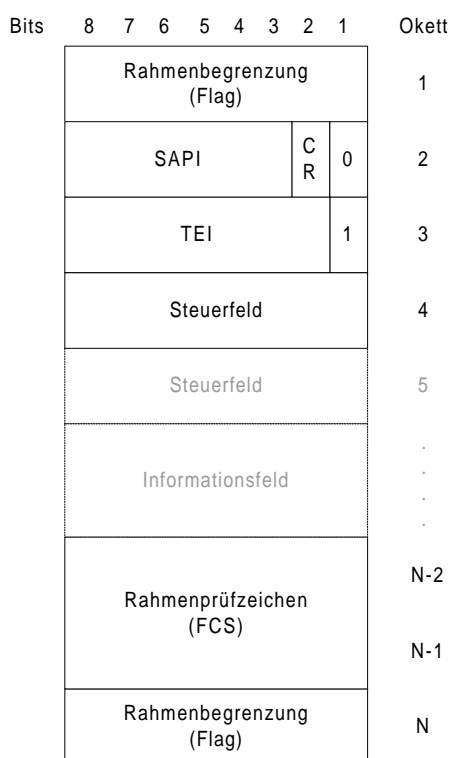 Bits 8 7 6 5 4 3 2 1 Okett
Rahmenbegrenzung
(Flag)
1
SAPI
C
R
0
2
TEI
1
3
Steuerfeld
4
Steuerfeld
5
Informationsfeld
.
.
.
.
Rahmenprüfzeichen
(FCS)
N-2
N-1
Rahmenbegrenzung
(Flag)
N